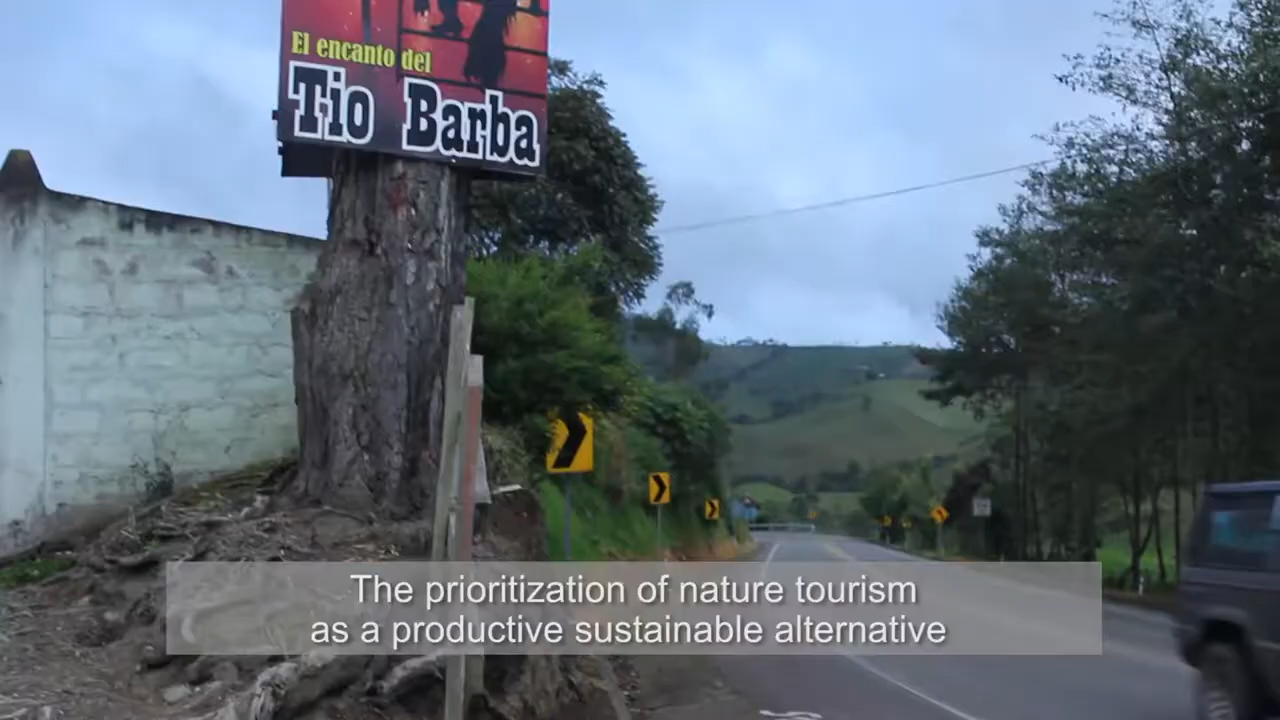 El encanto del
Tio Barba
The prioritization of nature tourism
as a productive sustainable alternative